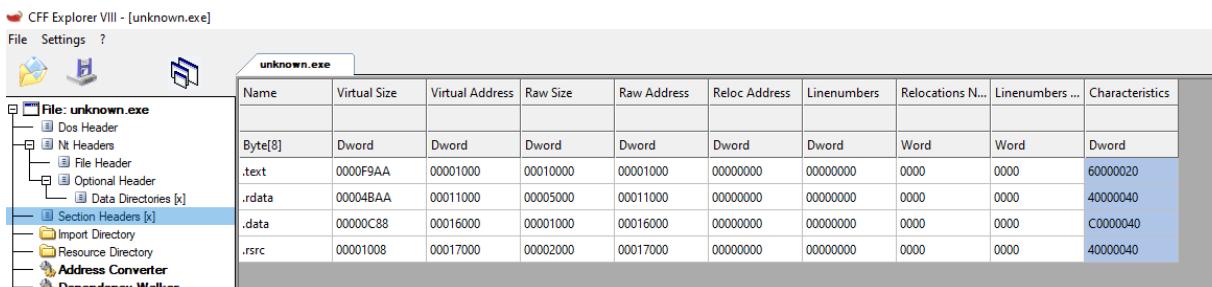 CFF Explorer VIII - [unknown.exe]
File Settings ?
unknown.exe
File: unknown.exe
Dos Header
Nt Headers
File Header
Optional Header
Data Directories [x]
Section Headers [x]
Import Directory
Resource Directory
Address Converter
Dependency Walker
Name Virtual Size Virtual Address Raw Size Raw Address Reloc Address Linenumbers Relocations N... Linenumbers ... Characteristics
Byte[8] Dword Dword Dword Dword Dword Dword Word Word Dword
.text 0000F9AA 00001000 00010000 00001000 00000000 00000000 0000 0000 60000020
.rdata 00004BAA 00011000 00005000 00011000 00000000 00000000 0000 0000 40000040
.data 00000C88 00016000 00001000 00016000 00000000 00000000 0000 0000 C0000040
.rsrc 00001008 00017000 00002000 00017000 00000000 00000000 0000 0000 40000040